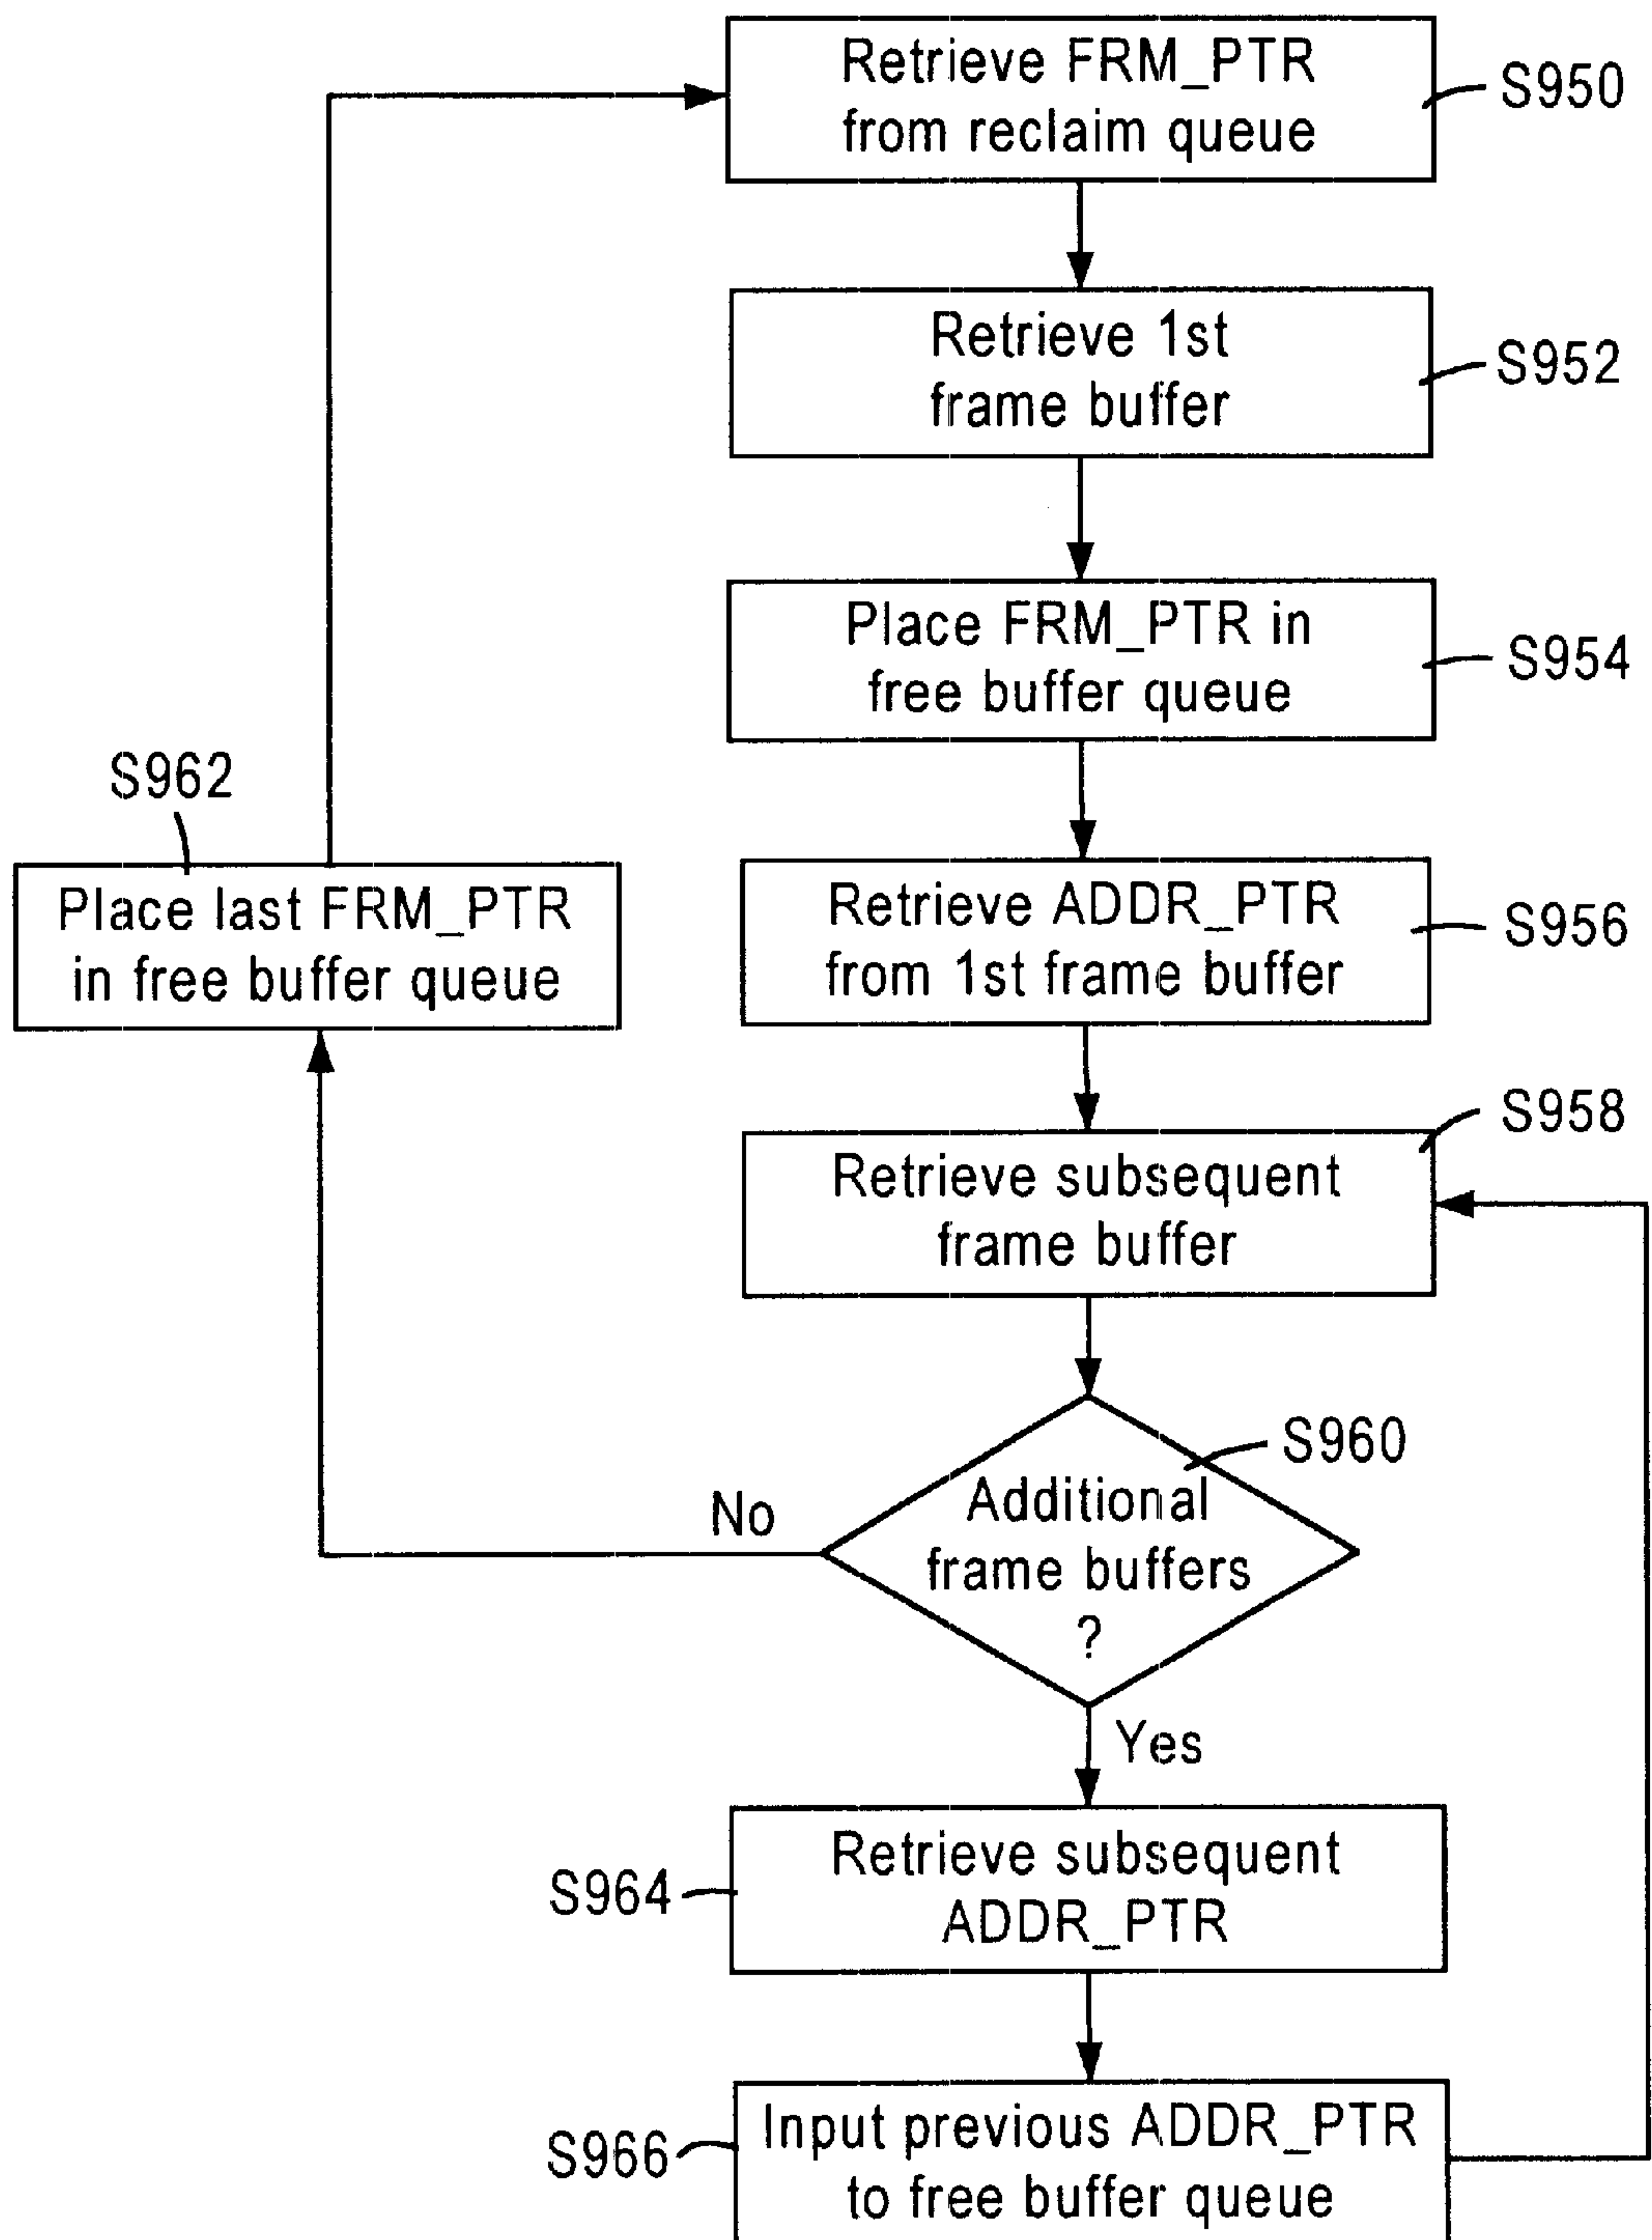 Retrieve FRM_PTR
from reclaim queue
S950
Retrieve 1st
frame buffer
S952
Place FRM_PTR in
free buffer queue
S954
S962
Place last FRM_PTR
in free buffer queue
Retrieve ADDR_PTR
from 1st frame buffer
S956
S958
Retrieve subsequent
frame buffer
S960
Additional
frame buffers
?
No
Yes
Retrieve subsequent
ADDR_PTR
S964
Input previous ADDR_PTR
to free buffer queue
S966